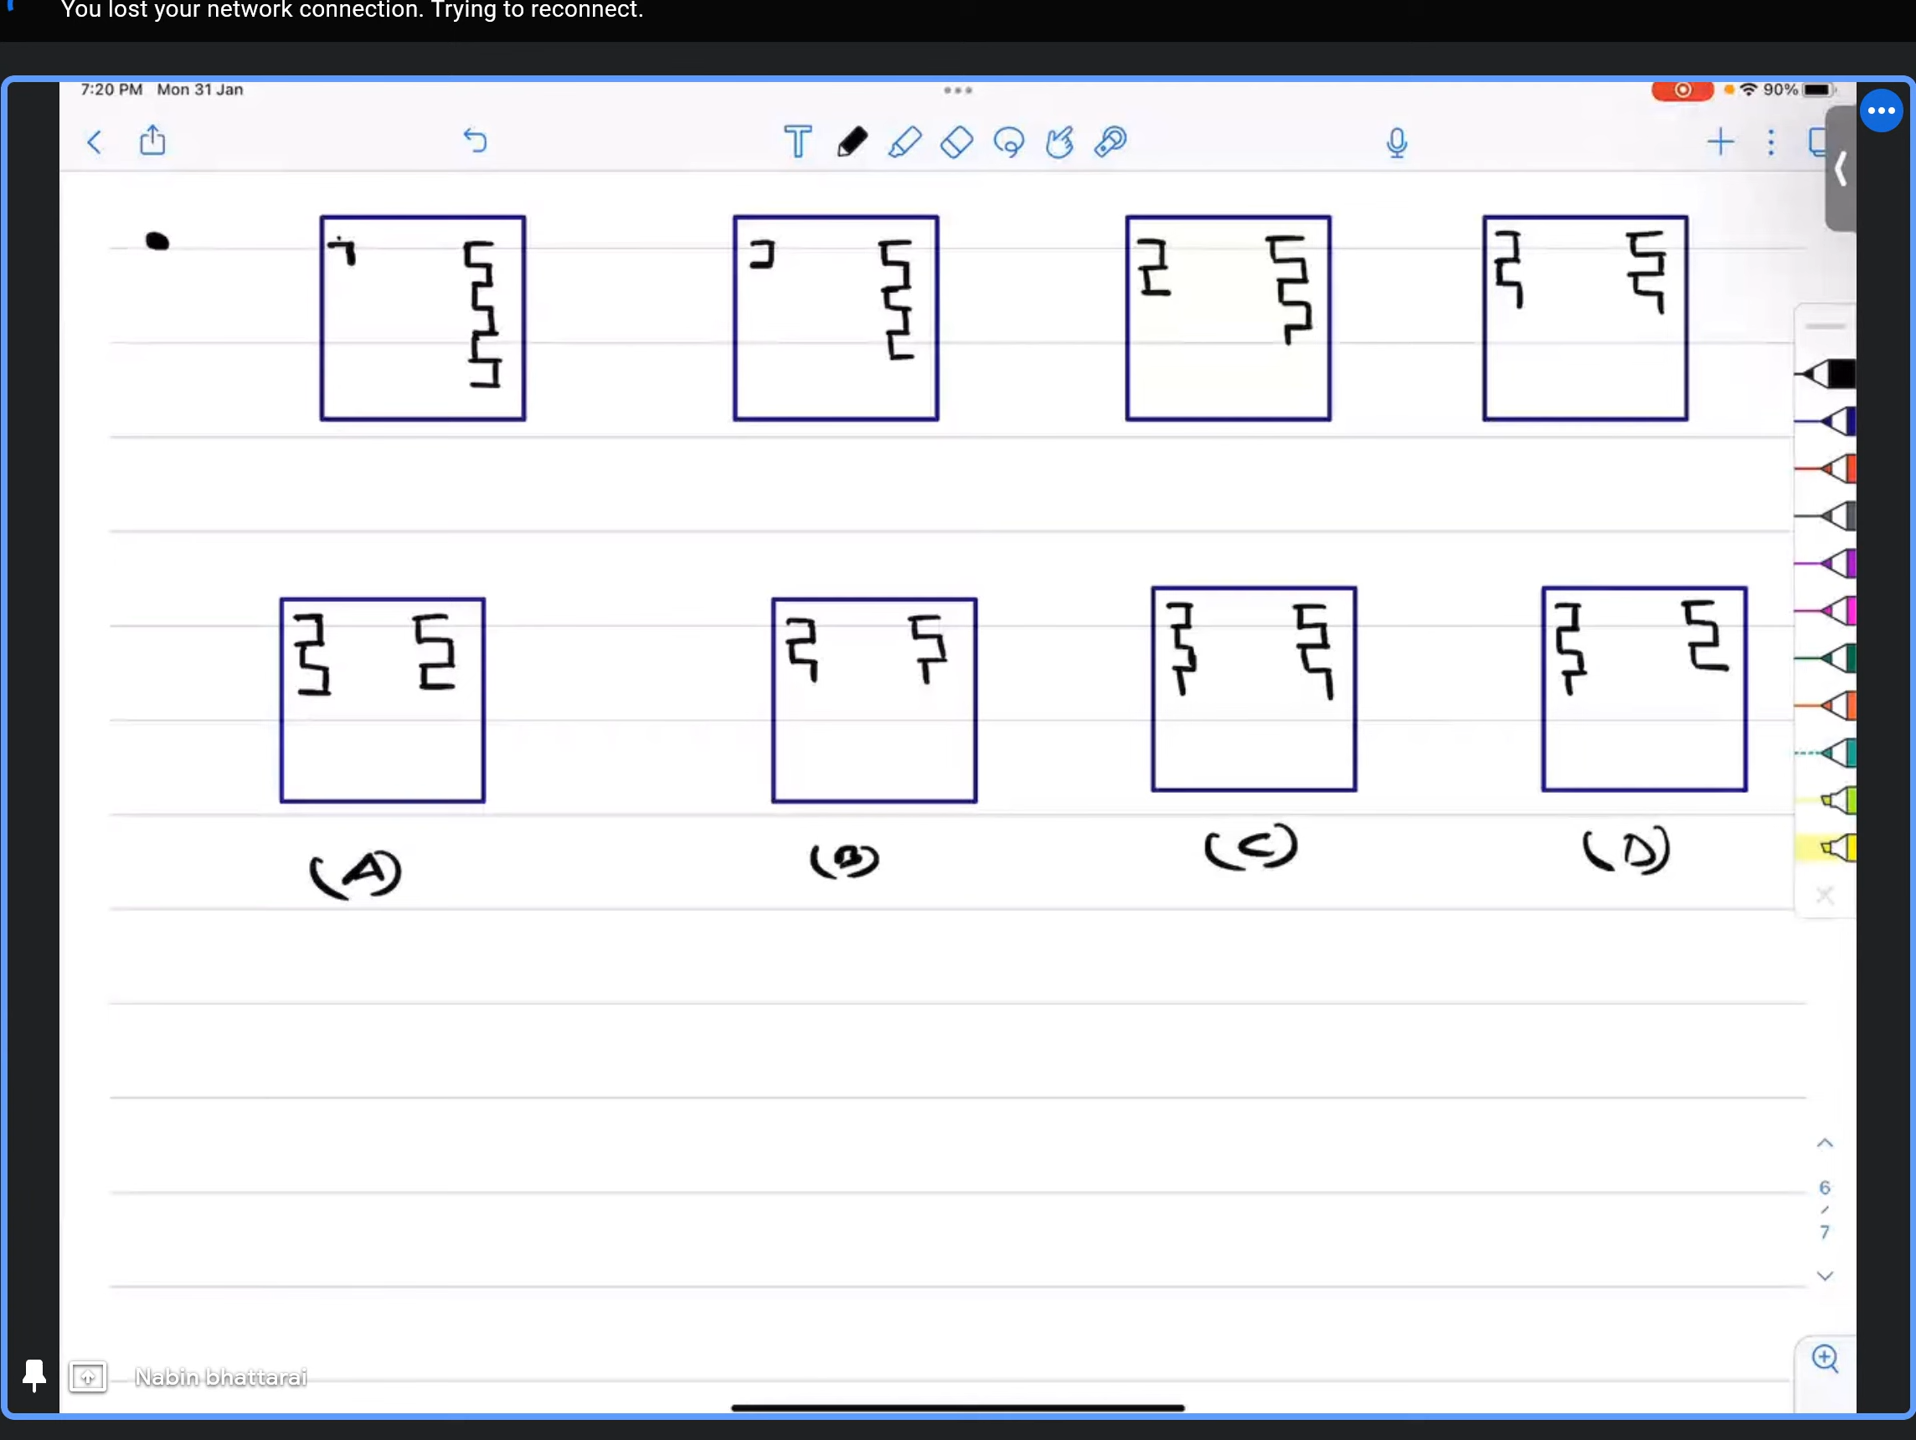 You lost your network connection. Trying to reconnect.
7:20 PM Mon 31 Jan
90%
T
(A) (B) (C) (D)
6
/
7
Nabin bhattarai